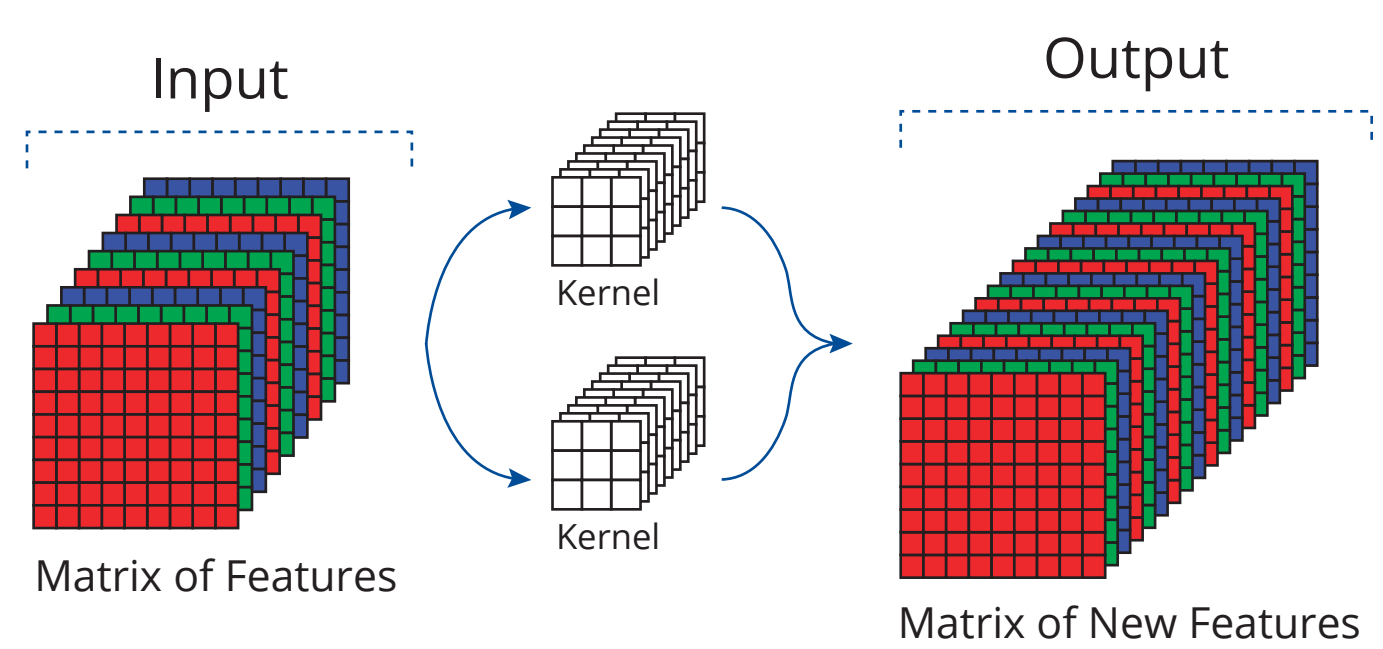 Input
Output
Kernel
Kernel
Matrix of Features
Matrix of New Features